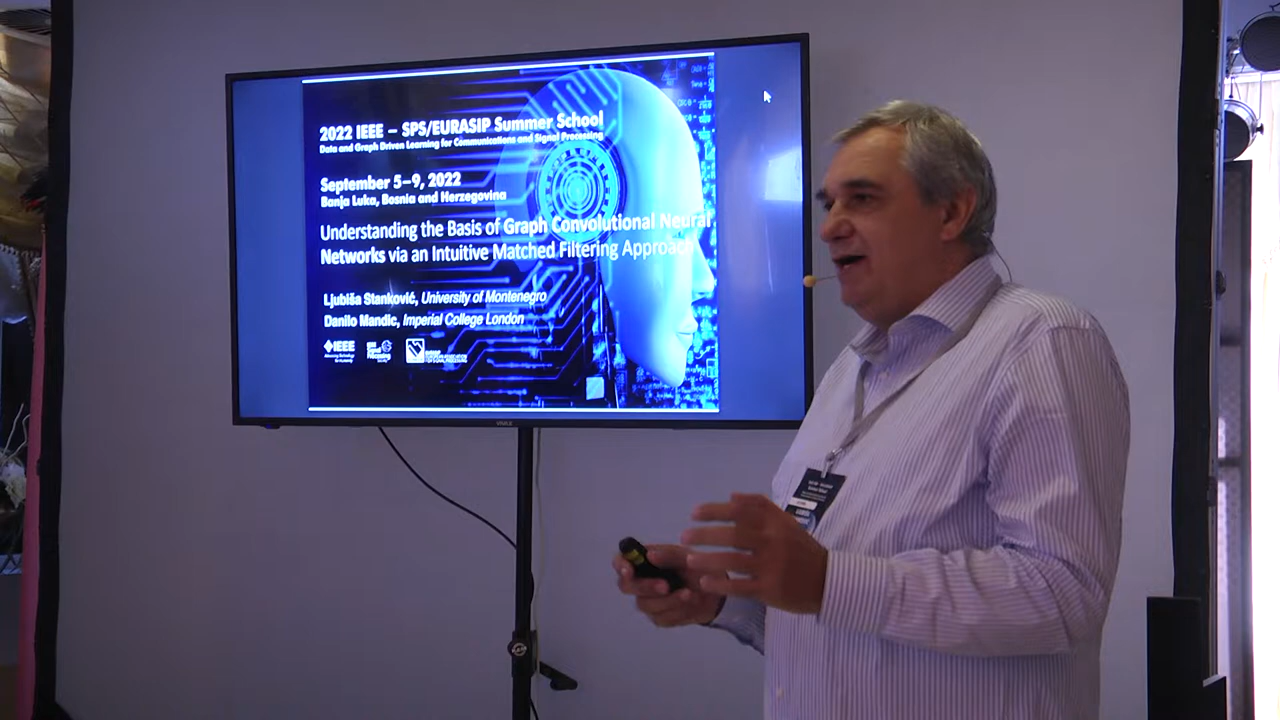 2022 IEEE – SPS/EURASIP Summer School
Data and Graph Driven Learning for Communications and Signal Processing
September 5–9, 2022
Banja Luka, Bosnia and Herzegovina
Understanding the Basis of Graph Convolutional Neural
Networks via an Intuitive Matched Filtering Approach
Ljubiša Stanković, University of Montenegro
Danilo Mandic, Imperial College London
IEEE